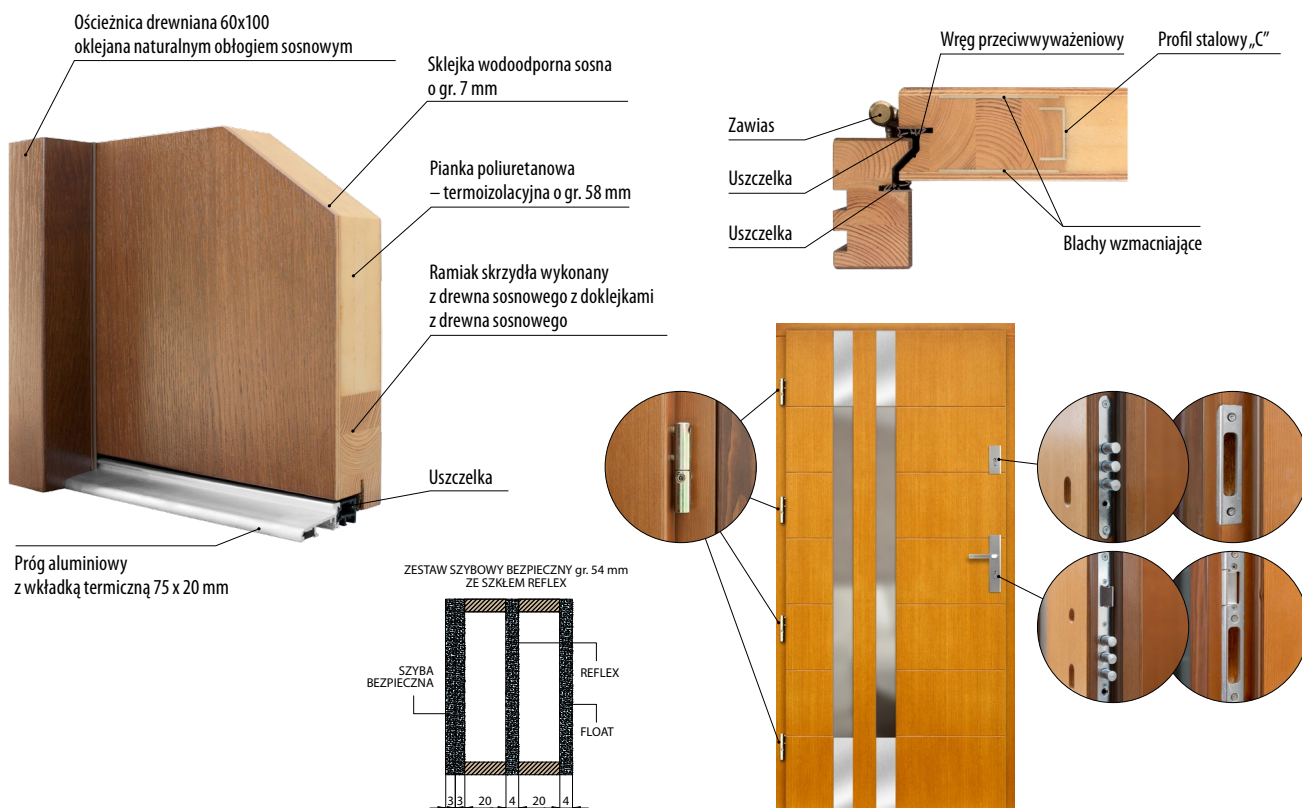 Ościeżnica drewniana 60x100
oklejana naturalnym obłogiem sosnowym
Sklejka wodoodporna sosna
o gr. 7 mm
Pianka poliuretanowa
– termoizolacyjna o gr. 58 mm
Ramiak skrzydła wykonany
z drewna sosnowego z doklejkami
z drewna sosnowego
Uszczelka
Próg aluminiowy
z wkładką termiczną 75 x 20 mm
Wręg przeciwwyważeniowy
Profil stalowy „C”
Zawias
Uszczelka
Uszczelka
Blachy wzmacniające
ZESTAW SZYBOWY BEZPIECZNY gr. 54 mm
ZE SZKŁEM REFLEX
SZYBA
BEZPIECZNA
REFLEX
FLOAT
3 3 20 4 20 4